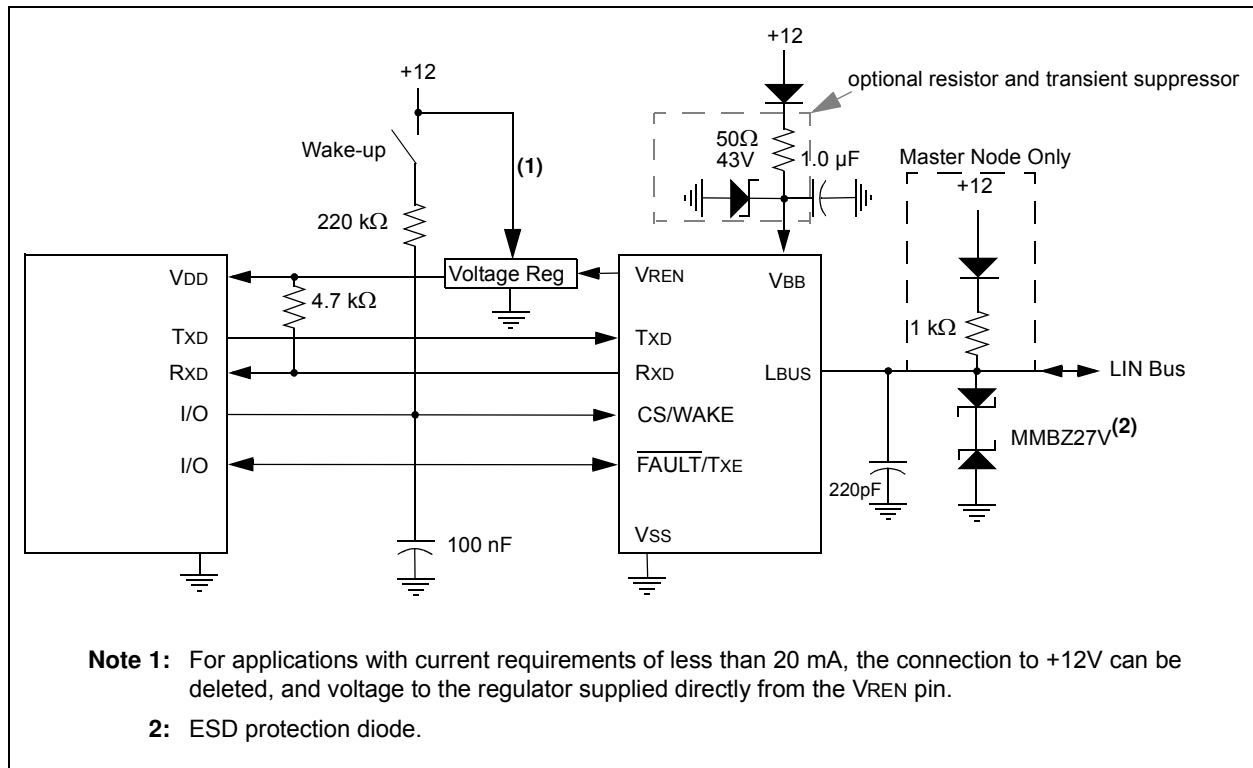 +12
+12
optional resistor and transient suppressor
Wake-up
(1)
50Ω
43V
1.0 µF
Master Node Only
+12
220 kΩ
Voltage Reg
VDD
4.7 kΩ
VREN
VBB
1 kΩ
TXD
TXD
RXD
RXD
LBUS
LIN Bus
I/O
CS/WAKE
MMBZ27V(2)
I/O
FAULT/TXE
220pF
VSS
100 nF
Note 1: For applications with current requirements of less than 20 mA, the connection to +12V can be
deleted, and voltage to the regulator supplied directly from the VREN pin.
2: ESD protection diode.